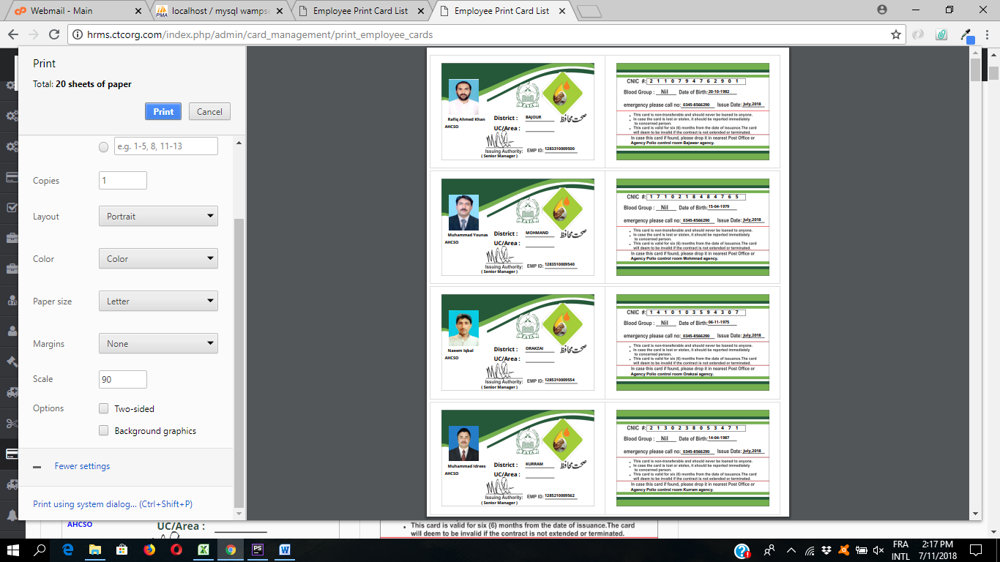 Webmail - Main
localhost / mysql wampse
Employee Print Card List
Employee Print Card List
hrms.ctcorg.com/index.php/admin/card_management/print_employee_cards
Print
Total: 20 sheets of paper
Print
Cancel
e.g. 1-5, 8, 11-13
Copies
1
Layout
Portrait
Color
Color
Paper size
Letter
Margins
None
Scale
90
Options
Two-sided
Background graphics
Fewer settings
Print using system dialog... (Ctrl+Shift+P)
Rafiq Ahmed Khan
AHCSO
District : BAJOUR
صحت محافظ
UC/Area :
Issuing Authority:
( Senior Manager )
EMP ID: 1283310009500
CNIC #: 2 1 1 0 7 9 4 7 6 2 9 0 1
Blood Group : Nil Date of Birth: 20-10-1982
emergency please call no: 0345-8566290 Issue Date: July,2018
This card is non-transferable and should never be loaned to anyone.
In case the card is lost or stolen, it should be reported immediately
to concerned person.
This card is valid for six (6) months from the date of issuance.The card
will deem to be invalid if the contract is not extended or terminated.
In case this card if found, please drop it in nearest Post Office or
Agency Polio control room Bajawar agency.
Muhammad Younas
AHCSO
District : MOHMAND
صحت محافظ
UC/Area :
Issuing Authority:
( Senior Manager )
EMP ID: 1283510009540
CNIC #: 1 7 1 0 2 1 8 4 8 4 7 6 5
Blood Group : Nil Date of Birth: 15-04-1979
emergency please call no: 0345-8566290 Issue Date: July,2018
This card is non-transferable and should never be loaned to anyone.
In case the card is lost or stolen, it should be reported immediately
to concerned person.
This card is valid for six (6) months from the date of issuance.The card
will deem to be invalid if the contract is not extended or terminated.
In case this card if found, please drop it in nearest Post Office or
Agency Polio control room Mohmnad agency.
Naeem Iqbal
AHCSO
District : ORAKZAI
صحت محافظ
UC/Area :
Issuing Authority:
( Senior Manager )
EMP ID: 1285310009554
CNIC #: 1 4 1 0 1 0 3 5 9 4 3 0 7
Blood Group : Nil Date of Birth: 06-11-1975
emergency please call no: 0345-8566290 Issue Date: July,2018
This card is non-transferable and should never be loaned to anyone.
In case the card is lost or stolen, it should be reported immediately
to concerned person.
This card is valid for six (6) months from the date of issuance.The card
will deem to be invalid if the contract is not extended or terminated.
In case this card if found, please drop it in nearest Post Office or
Agency Polio control room Orakzai agency.
Muhammad Idrees
AHCSO
District : KURRAM
صحت محافظ
UC/Area :
Issuing Authority:
( Senior Manager )
EMP ID: 1285210009562
CNIC #: 2 1 3 0 2 3 8 0 5 3 4 7 1
Blood Group : Nil Date of Birth: 14-04-1987
emergency please call no: 0345-8566290 Issue Date: July,2018
This card is non-transferable and should never be loaned to anyone.
In case the card is lost or stolen, it should be reported immediately
to concerned person.
This card is valid for six (6) months from the date of issuance.The card
will deem to be invalid if the contract is not extended or terminated.
In case this card if found, please drop it in nearest Post Office or
Agency Polio control room Kurram agency.
AHCSO
UC/Area :
This card is valid for six (6) months from the date of issuance.The card
will deem to be invalid if the contract is not extended or terminated.
FRA
INTL
2:17 PM
7/11/2018